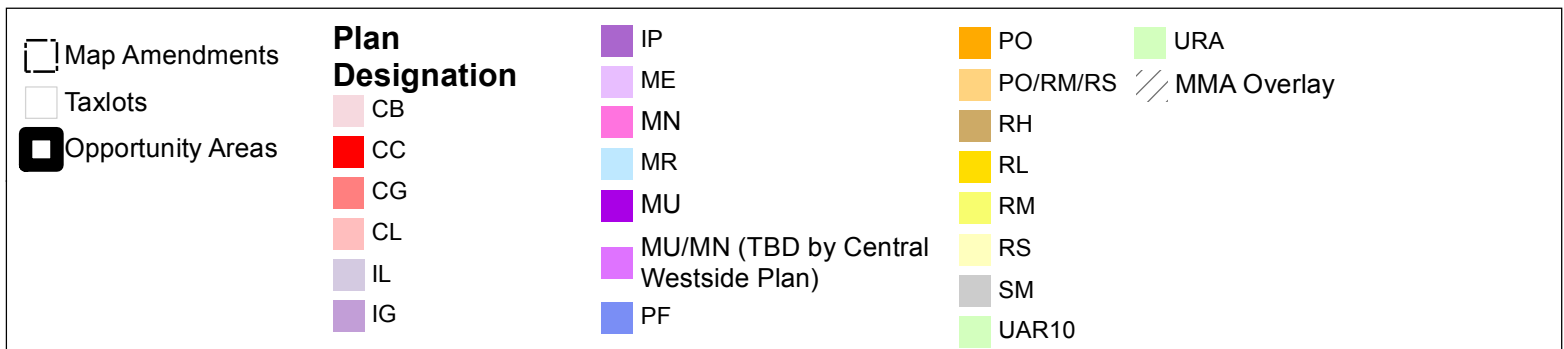 Map Amendments
Taxlots
Opportunity Areas
Plan
Designation
CB
CC
CG
CL
IL
IG
IP
ME
MN
MR
MU
MU/MN (TBD by Central
Westside Plan)
PF
PO
PO/RM/RS
RH
RL
RM
RS
SM
UAR10
URA
MMA Overlay